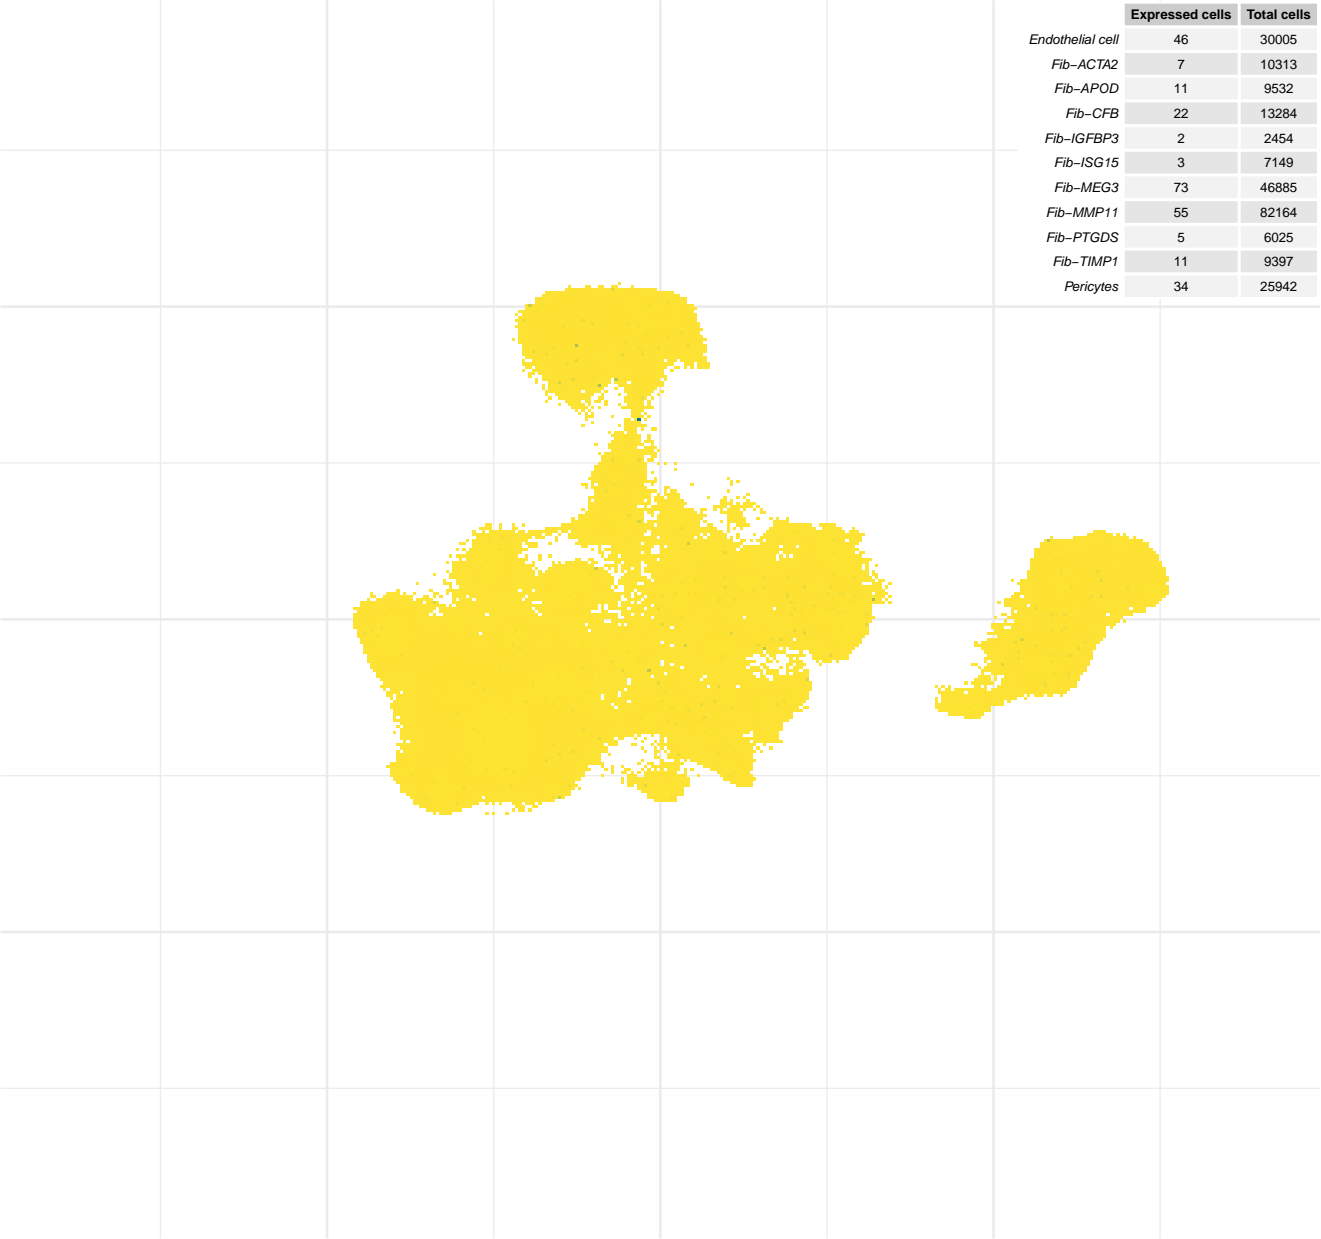 Expressed cells Total cells
Endothelial cell 46 30005
Fib−ACTA2 7 10313
Fib−APOD 11 9532
Fib−CFB 22 13284
Fib−IGFBP3 2 2454
Fib−ISG15 3 7149
Fib−MEG3 73 46885
Fib−MMP11 55 82164
Fib−PTGDS 5 6025
Fib−TIMP1 11 9397
Pericytes 34 25942